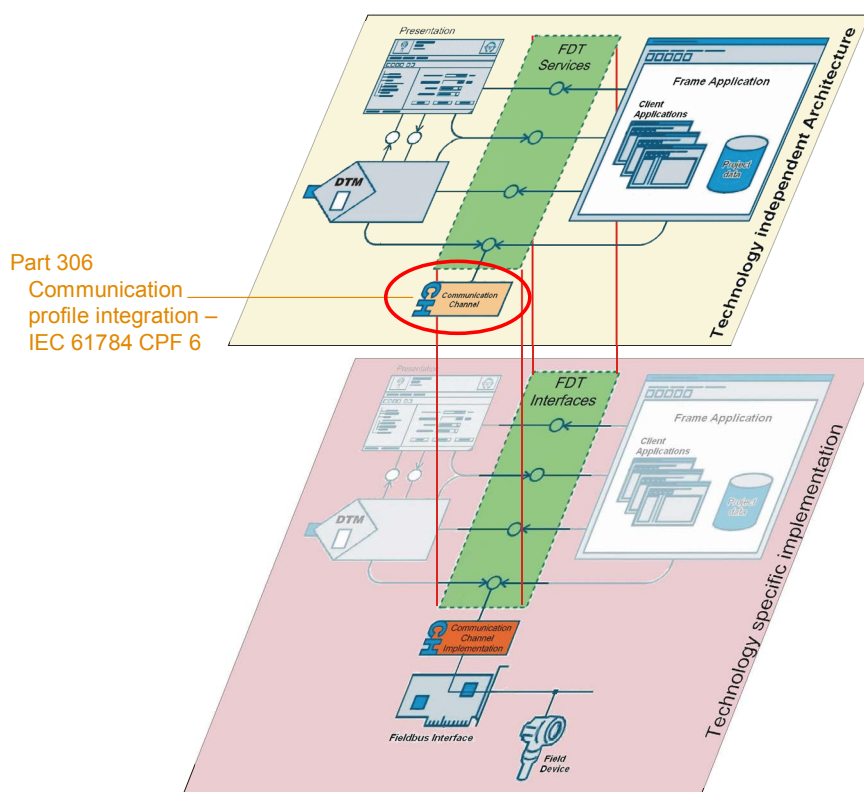 Presentation
FDT
Services
Frame Application
Client
Applications
Project
data
DTM
Technology independent Architecture
Part 306
Communication
profile integration –
IEC 61784 CPF 6
CH
Communication
Channel
Presentation
FDT
Interfaces
Frame Application
Client
Applications
Project
data
DTM
Technology specific implementation
CH
Communication
Channel
Implementation
Fieldbus Interface
Field
Device